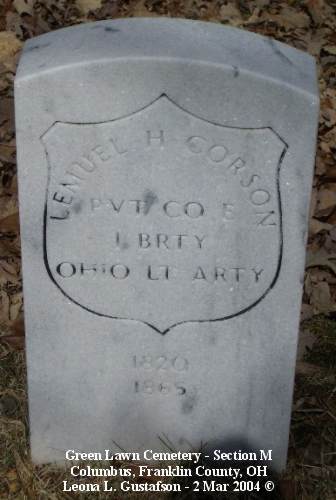 LEMUEL H CORSON
PVT CO E
1 BRTY
OHIO LT ARTY
1820
1865
Green Lawn Cemetery - Section M
Columbus, Franklin County, OH
Leona L. Gustafson - 2 Mar 2004 ©